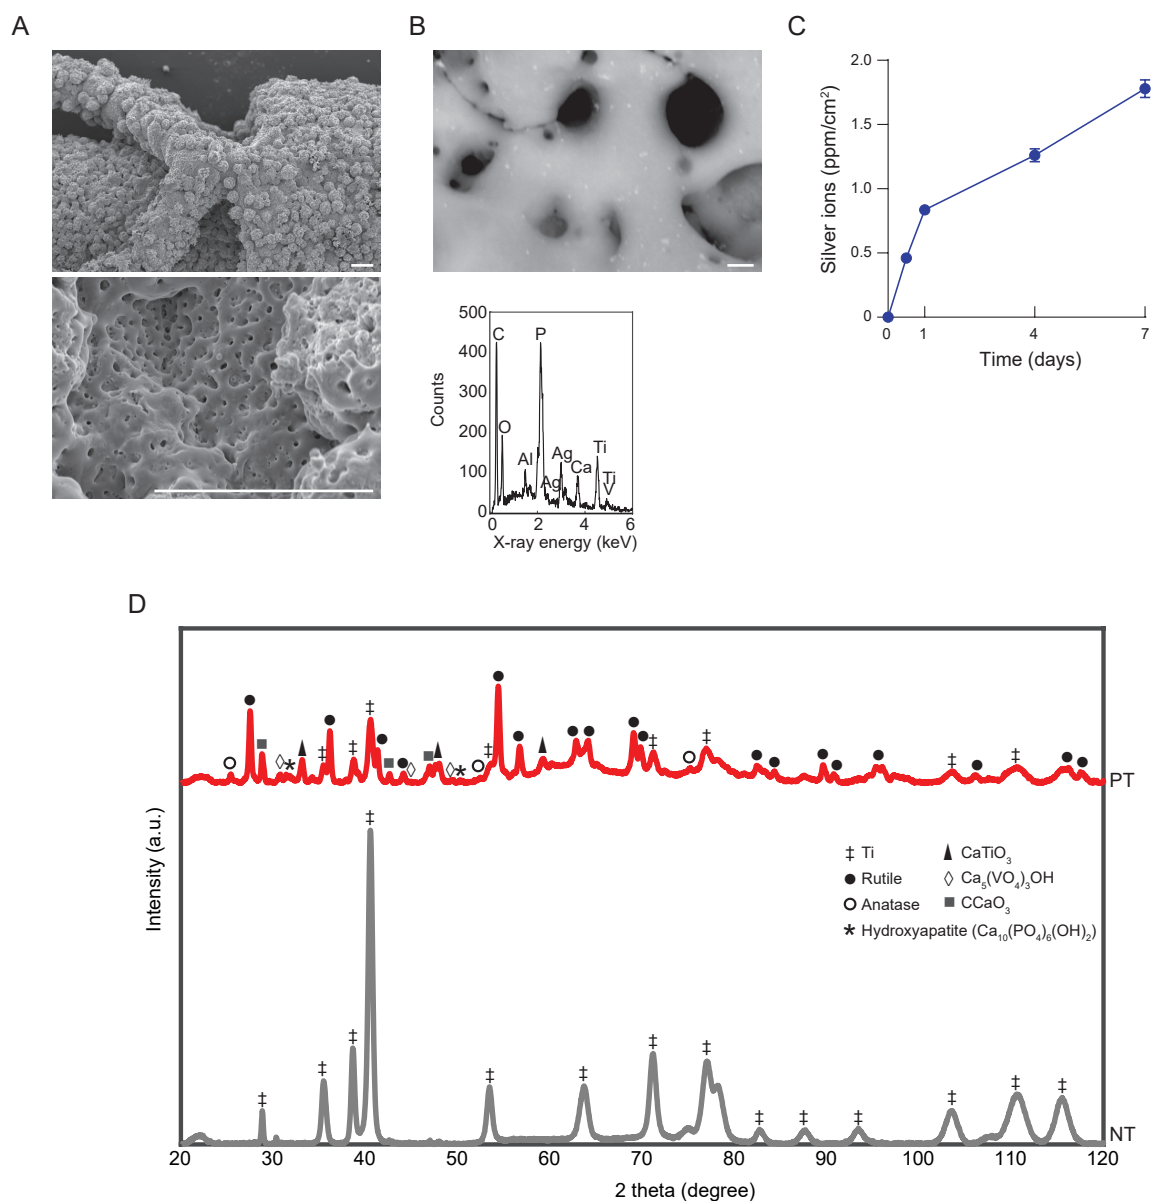 A
B
C
2.0
1.5
1.0
0.5
0
Silver ions (ppm/cm²)
0 1 4 7
Time (days)
500
400
300
200
100
0
Counts
C
P
O
Al
Ag
Ag
Ca
Ti
Ti
V
0 2 4 6
X-ray energy (keV)
D
Intensity (a.u.)
‡ ‡ ‡ ‡ ‡ ‡ ‡ ‡
* *
PT
‡ Ti
● Rutile
○ Anatase
* Hydroxyapatite (Ca₁₀(PO₄)₆(OH)₂)
▲ CaTiO₃
◊ Ca₅(VO₄)₃OH
■ CCaO₃
‡ ‡ ‡ ‡ ‡ ‡ ‡ ‡ ‡ ‡ ‡ ‡ ‡ ‡
NT
20 30 40 50 60 70 80 90 100 110 120
2 theta (degree)